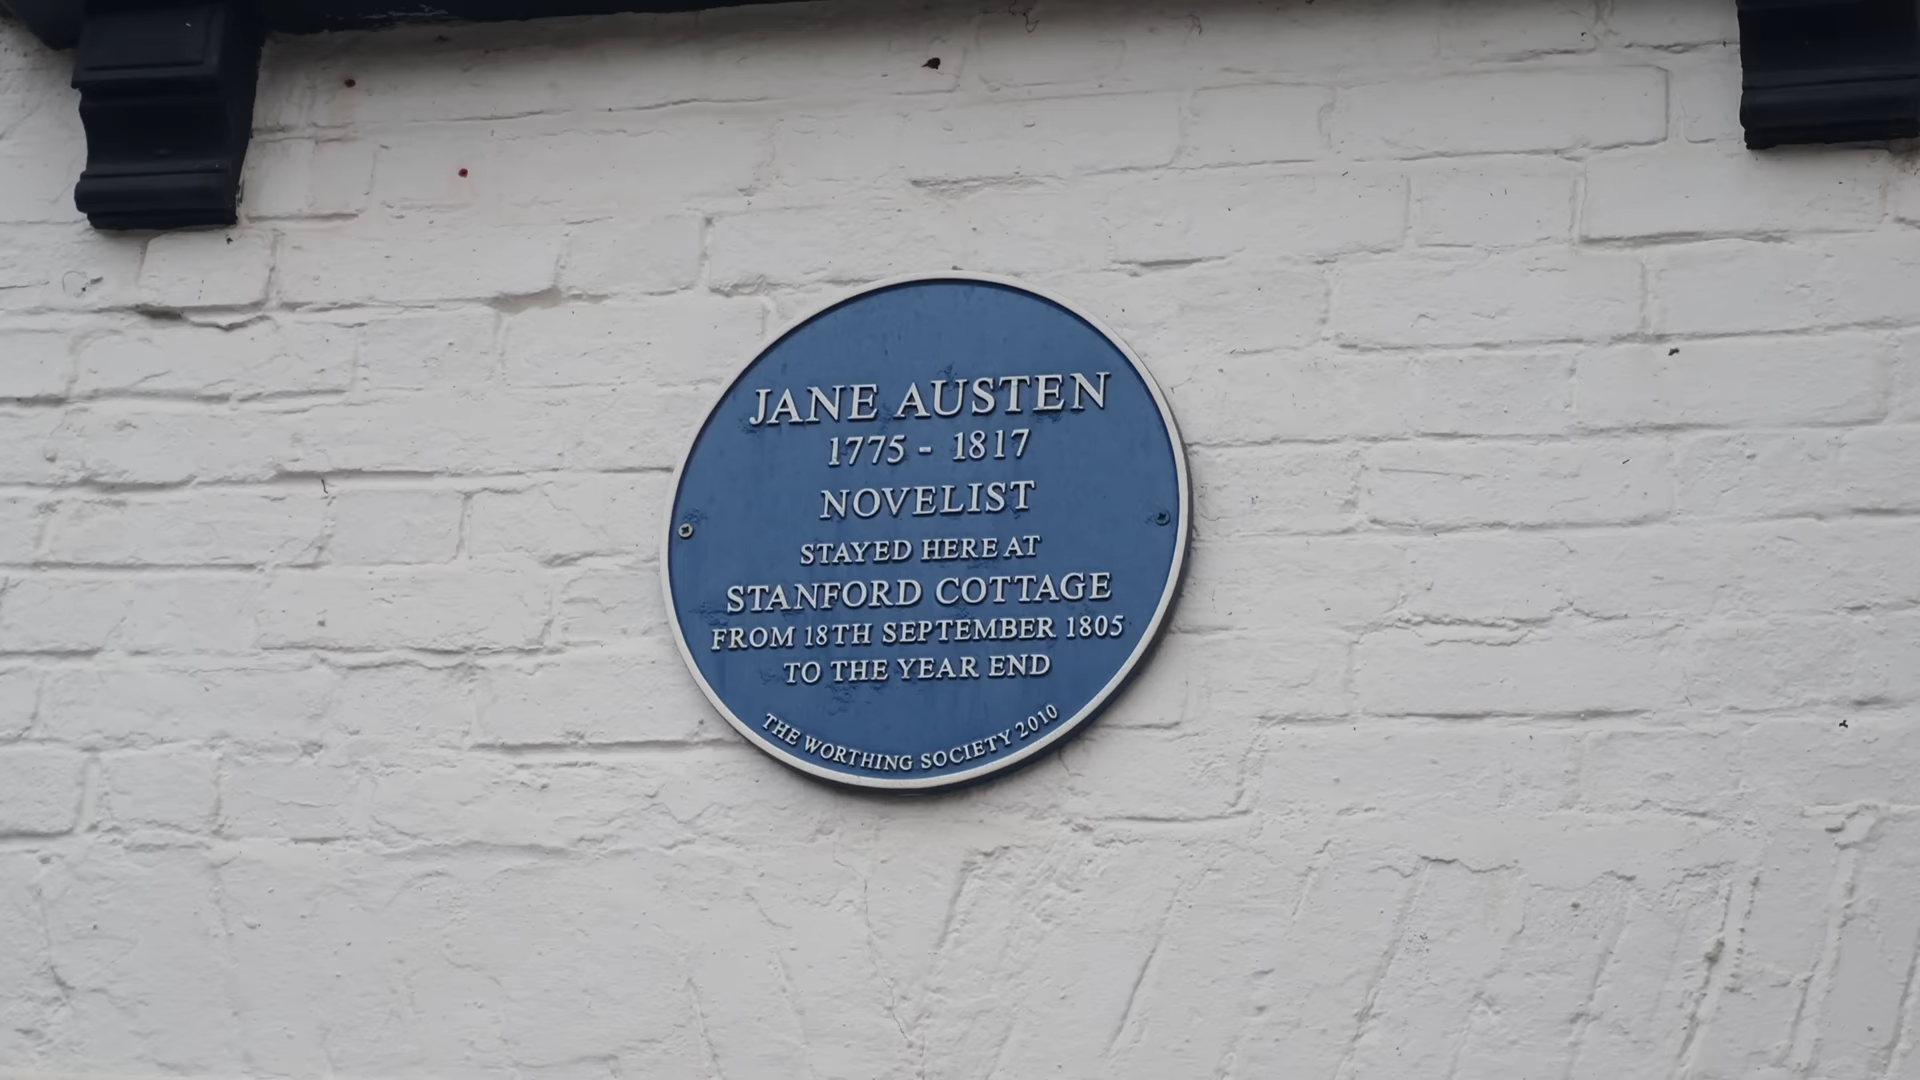 JANE AUSTEN
1775 - 1817
NOVELIST
STAYED HERE AT
STANFORD COTTAGE
FROM 18TH SEPTEMBER 1805
TO THE YEAR END
THE WORTHING SOCIETY 2010